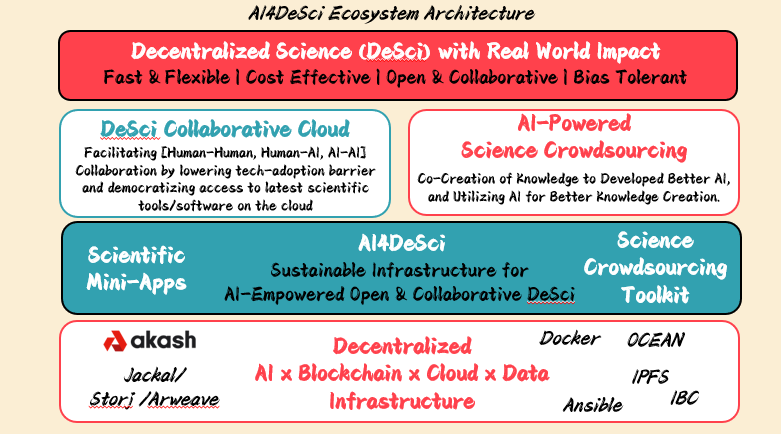 AI4DeSci Ecosystem Architecture
Decentralized Science (DeSci) with Real World Impact
Fast & Flexible | Cost Effective | Open & Collaborative | Bias Tolerant
DeSci Collaborative Cloud
Facilitating [Human-Human, Human-AI, AI-AI]
Collaboration by lowering tech-adoption barrier
and democratizing access to latest scientific
tools/software on the cloud
AI-Powered
Science Crowdsourcing
Co-Creation of Knowledge to Developed Better AI,
and Utilizing AI for Better Knowledge Creation.
Scientific
Mini-Apps
AI4DeSci
Sustainable Infrastructure for
AI-Empowered Open & Collaborative DeSci
Science
Crowdsourcing
Toolkit
akash
Jackal/
Storj /Arweave
Decentralized
AI x Blockchain x Cloud x Data
Infrastructure
Docker
OCEAN
IPFS
Ansible
IBC